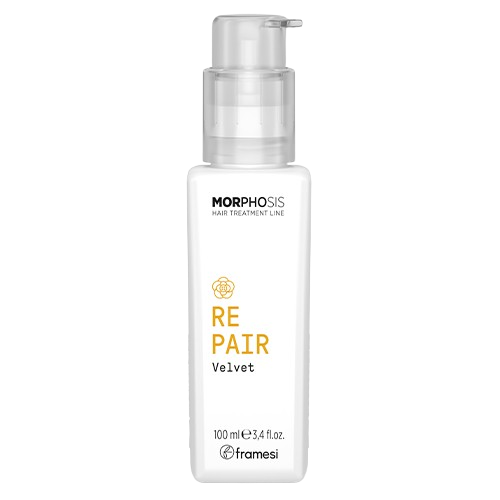 MORPHOSIS
HAIR TREATMENT LINE
RE
PAIR
Velvet
100 ml ℮ 3,4 fl.oz.
framesi